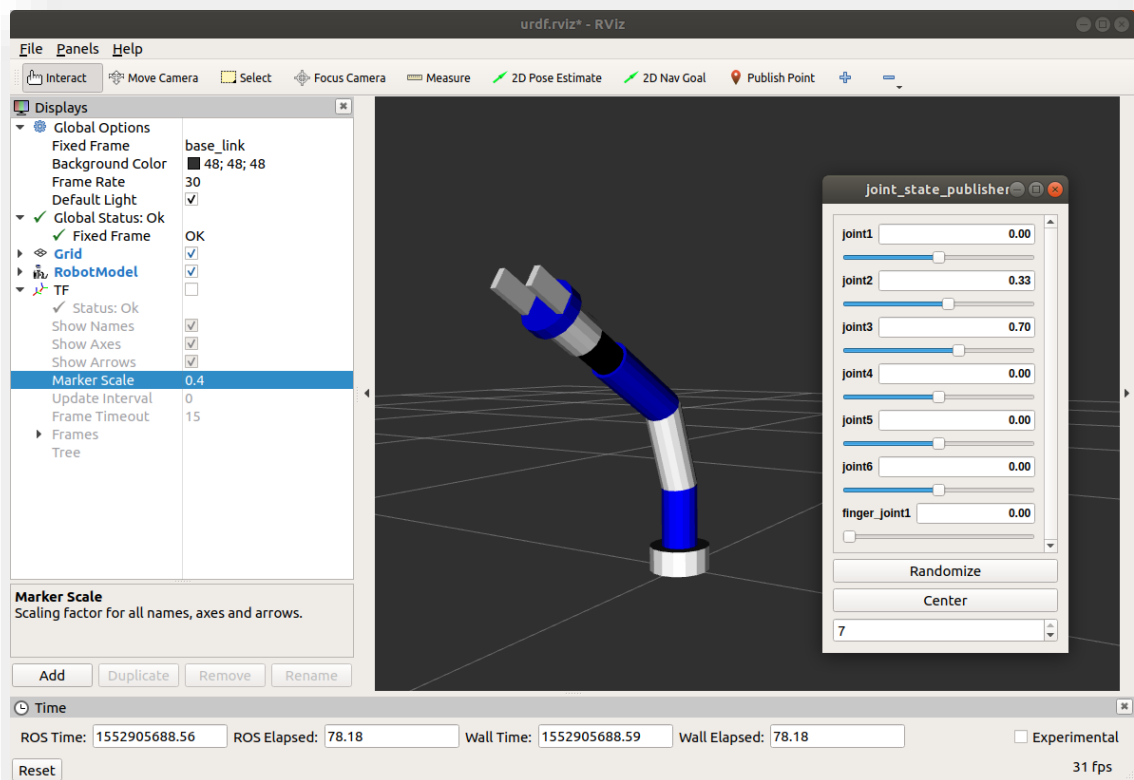 urdf.rviz* - RViz
File Panels Help
Interact Move Camera Select Focus Camera Measure 2D Pose Estimate 2D Nav Goal Publish Point
Displays
Global Options
Fixed Frame base_link
Background Color 48; 48; 48
Frame Rate 30
Default Light
Global Status: Ok
Fixed Frame OK
Grid
RobotModel
TF
Status: Ok
Show Names
Show Axes
Show Arrows
Marker Scale 0.4
Update Interval 0
Frame Timeout 15
Frames
Tree
Marker Scale
Scaling factor for all names, axes and arrows.
Add Duplicate Remove Rename
joint_state_publisher
joint1 0.00
joint2 0.33
joint3 0.70
joint4 0.00
joint5 0.00
joint6 0.00
finger_joint1 0.00
Randomize
Center
7
Time
ROS Time: 1552905688.56 ROS Elapsed: 78.18 Wall Time: 1552905688.59 Wall Elapsed: 78.18 Experimental
Reset 31 fps